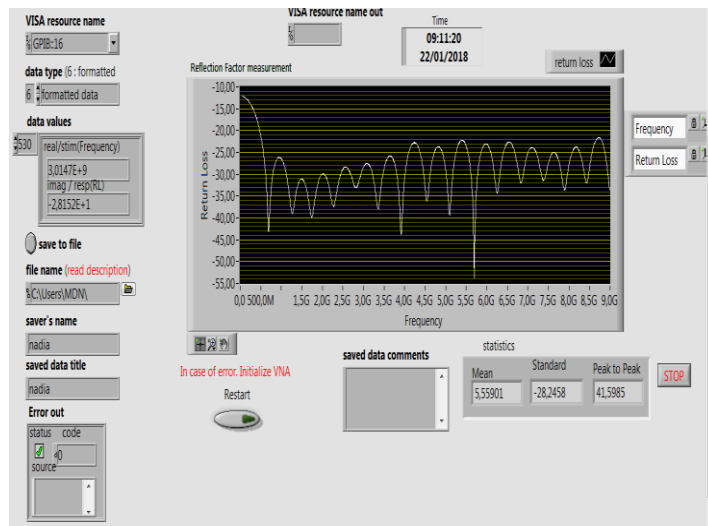 VISA resource name
GPIB::16
data type (6 : formatted
6 formatted data
data values
530
real/stim(Frequency)
3,0147E+9
imag / resp(RL)
-2,8152E+1
save to file
file name (read description)
C:\Users\MDN\
saver's name
nadia
saved data title
nadia
Error out
status code
0
source
VISA resource name out
Time
09:11:20
22/01/2018
Reflection Factor measurement
return loss
-10,00
-15,00
-20,00
-25,00
-30,00
-35,00
-40,00
-45,00
-50,00
-55,00
Return Loss
0,0 500,0M 1,5G 2,0G 2,5G 3,0G 3,5G 4,0G 4,5G 5,0G 5,5G 6,0G 6,5G 7,0G 7,5G 8,0G 8,5G 9,0G
Frequency
Frequency
Return Loss
In case of error. Initialize VNA
Restart
saved data comments
statistics
Mean Standard Peak to Peak
5,55901 -28,2458 41,5985
STOP